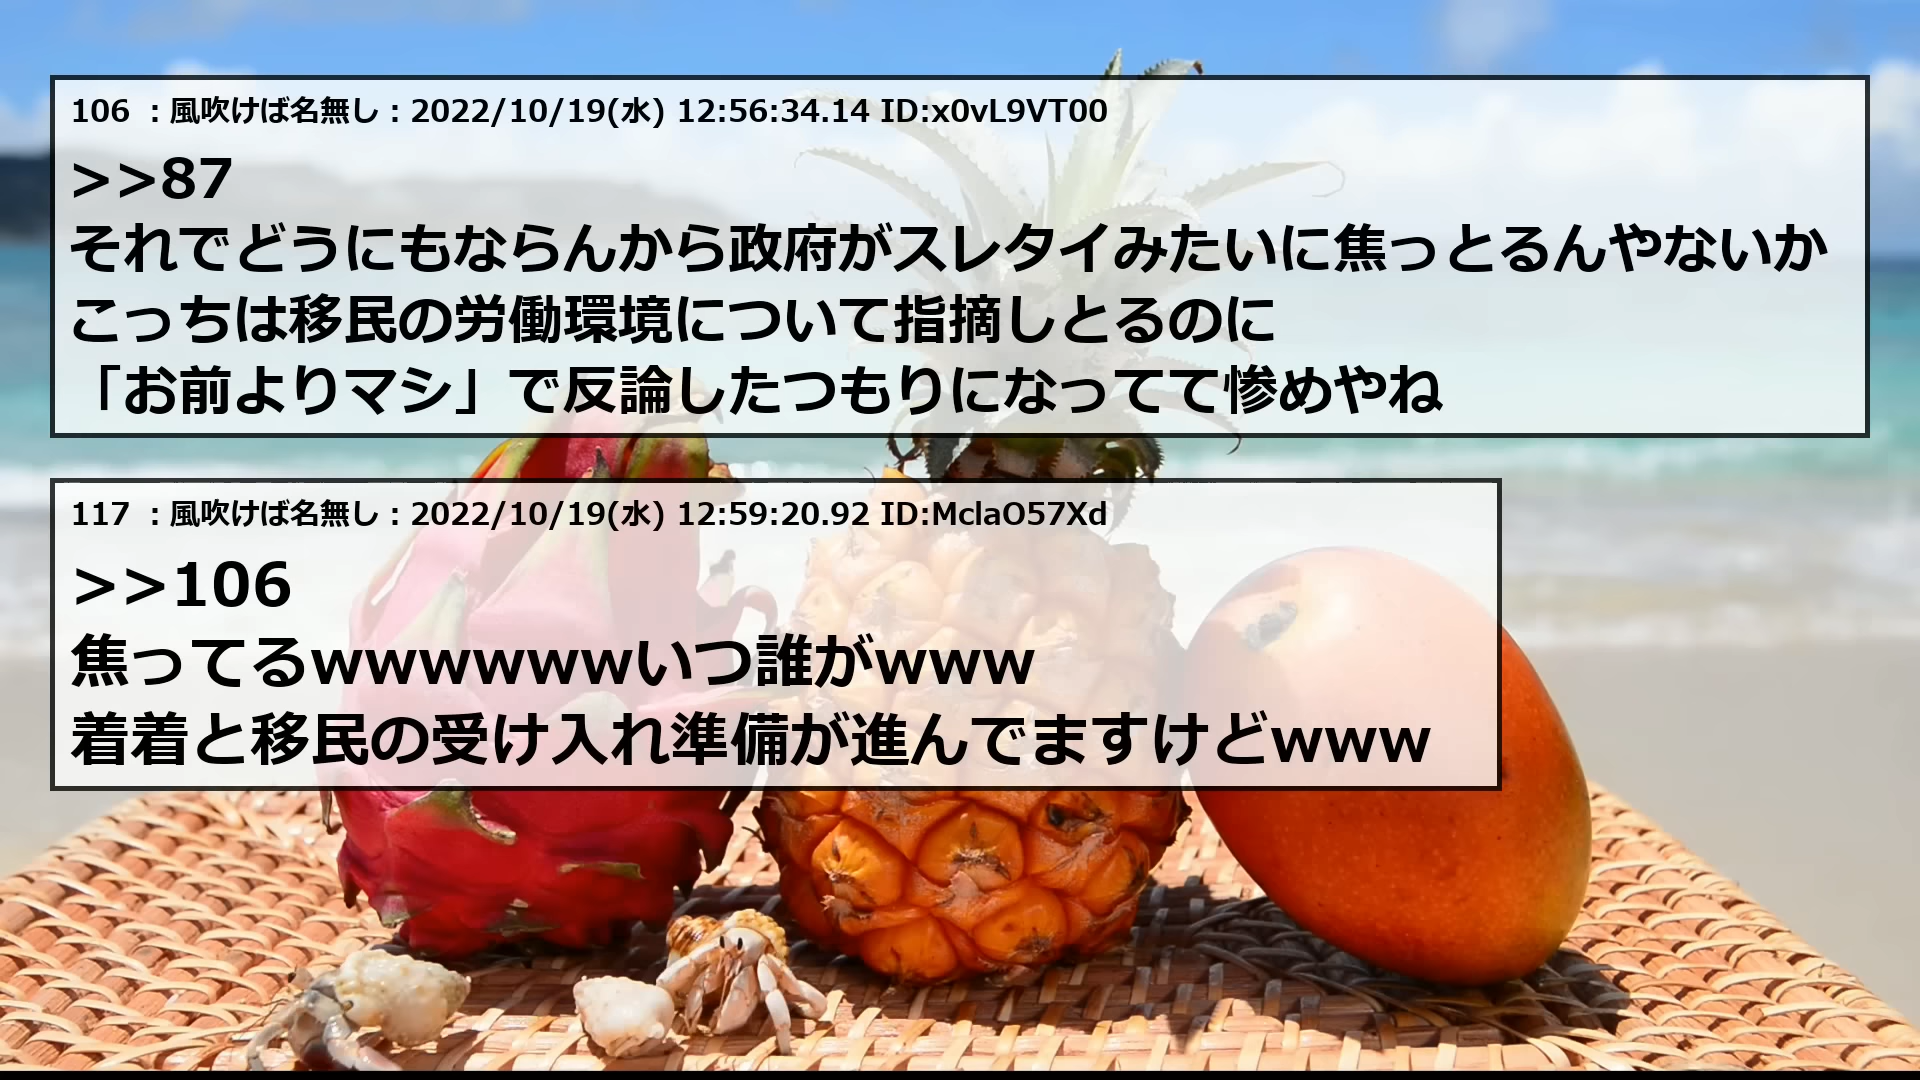 106 ：風吹けば名無し：2022/10/19(水) 12:56:34.14 ID:x0vL9VT00
>>87
それでどうにもならんから政府がスレタイみたいに焦っとるんやないか
こっちは移民の労働環境について指摘しとるのに
「お前よりマシ」で反論したつもりになってて惨めやね
117 ：風吹けば名無し：2022/10/19(水) 12:59:20.92 ID:MclaO57Xd
>>106
焦ってるwwwwwwいつ誰がwww
着着と移民の受け入れ準備が進んでますけどwww